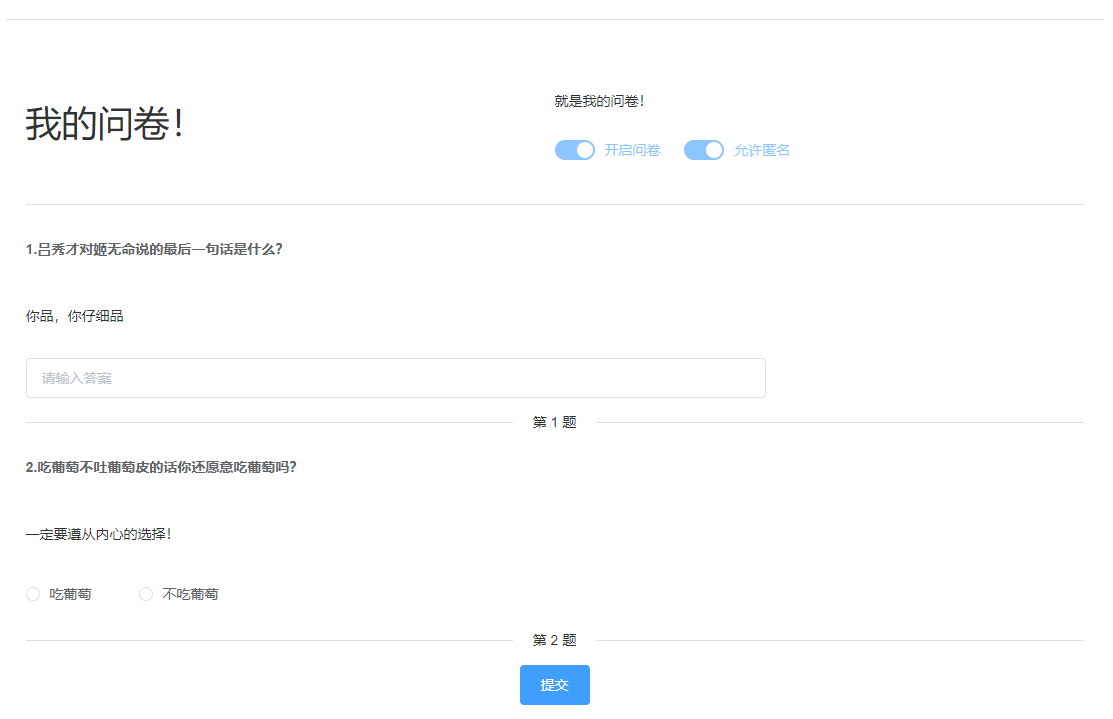 我的问卷!
就是我的问卷!
开启问卷 允许匿名
1.吕秀才对姬无命说的最后一句话是什么?
你品,你仔细品
请输入答案
第 1 题
2.吃葡萄不吐葡萄皮的话你还愿意吃葡萄吗?
一定要遵从内心的选择!
吃葡萄 不吃葡萄
第 2 题
提交